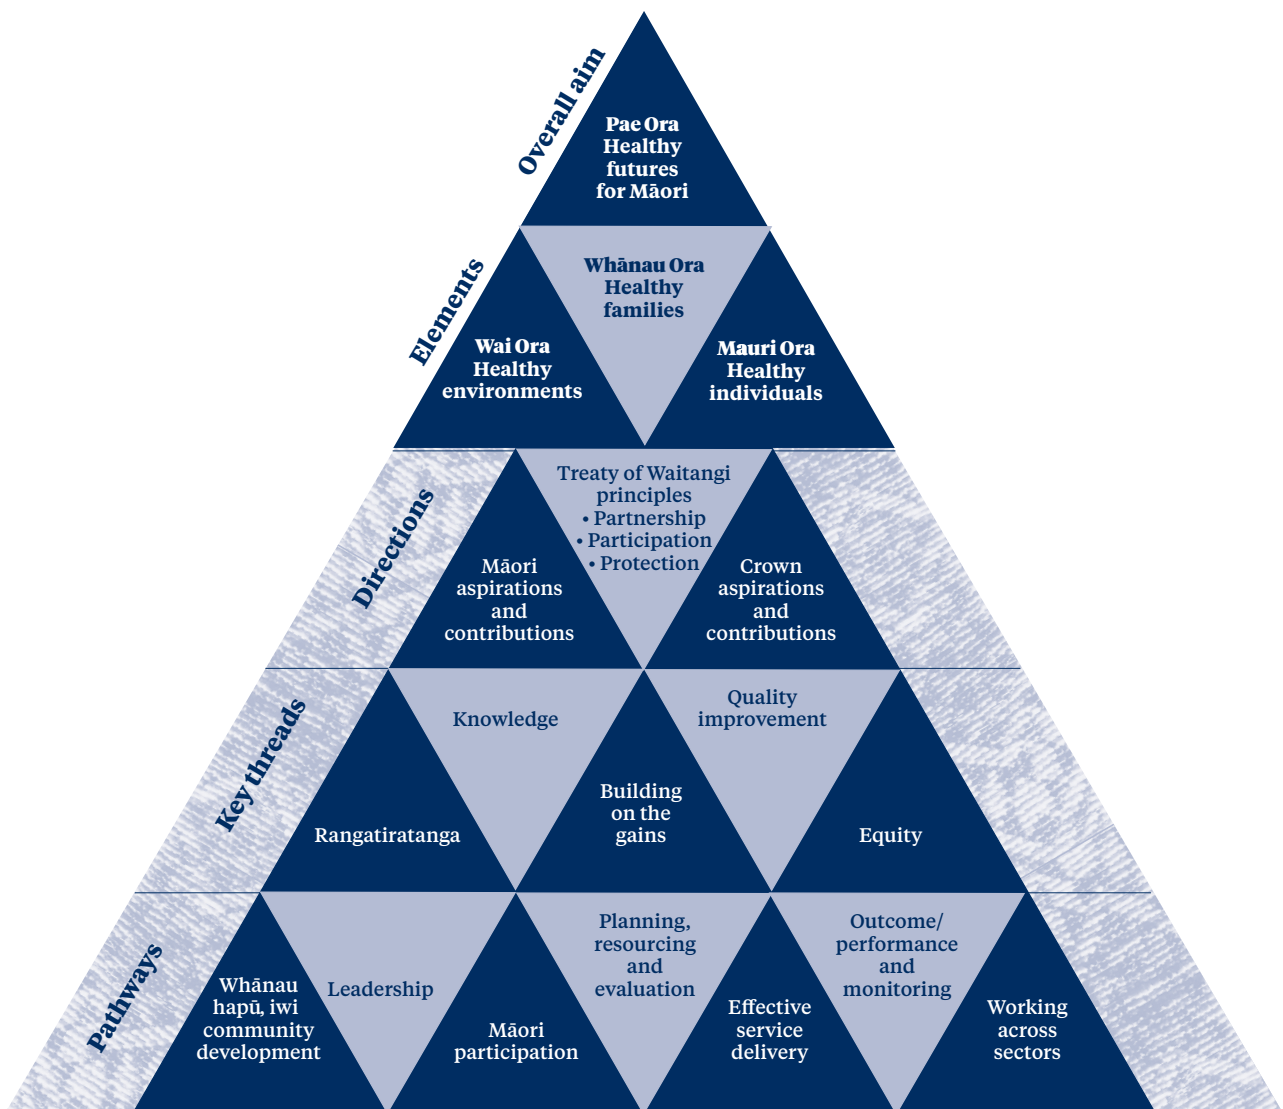 Overall aim
Pae Ora
Healthy
futures
for Māori
Elements
Whānau Ora
Healthy
families
Wai Ora
Healthy
environments
Mauri Ora
Healthy
individuals
Directions
Treaty of Waitangi
principles
• Partnership
• Participation
• Protection
Māori
aspirations
and
contributions
Crown
aspirations
and
contributions
Key threads
Rangatiratanga
Knowledge
Building
on the
gains
Quality
improvement
Equity
Pathways
Whānau
hapū, iwi
community
development
Leadership
Māori
participation
Planning,
resourcing
and
evaluation
Effective
service
delivery
Outcome/
performance
and
monitoring
Working
across
sectors